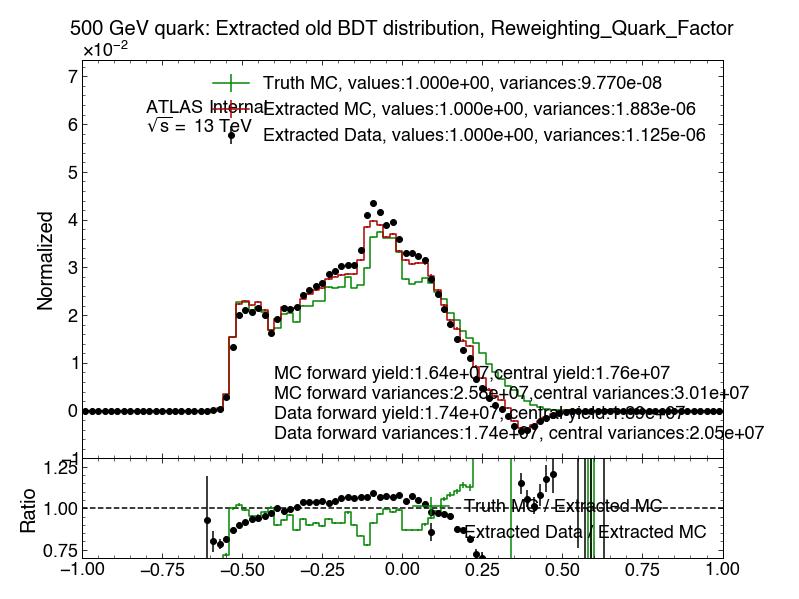 500 GeV quark: Extracted old BDT distribution, Reweighting_Quark_Factor
×10⁻²
Truth MC, values:1.000e+00, variances:9.770e-08
ATLAS Internal
Extracted MC, values:1.000e+00, variances:1.883e-06
√s = 13 TeV
Extracted Data, values:1.000e+00, variances:1.125e-06
7
6
5
4
3
2
1
0
−1
Normalized
MC forward yield:1.64e+07,central yield:1.76e+07
MC forward variances:2.58e+07,central variances:3.01e+07
Data forward yield:1.74e+07, central
Data forward variances:1.74e+07, central variances:2.05e+07
1.25
1.00
0.75
Ratio
Truth MC / Extracted MC
Extracted Data / Extracted MC
−1.00 −0.75 −0.50 −0.25 0.00 0.25 0.50 0.75 1.00